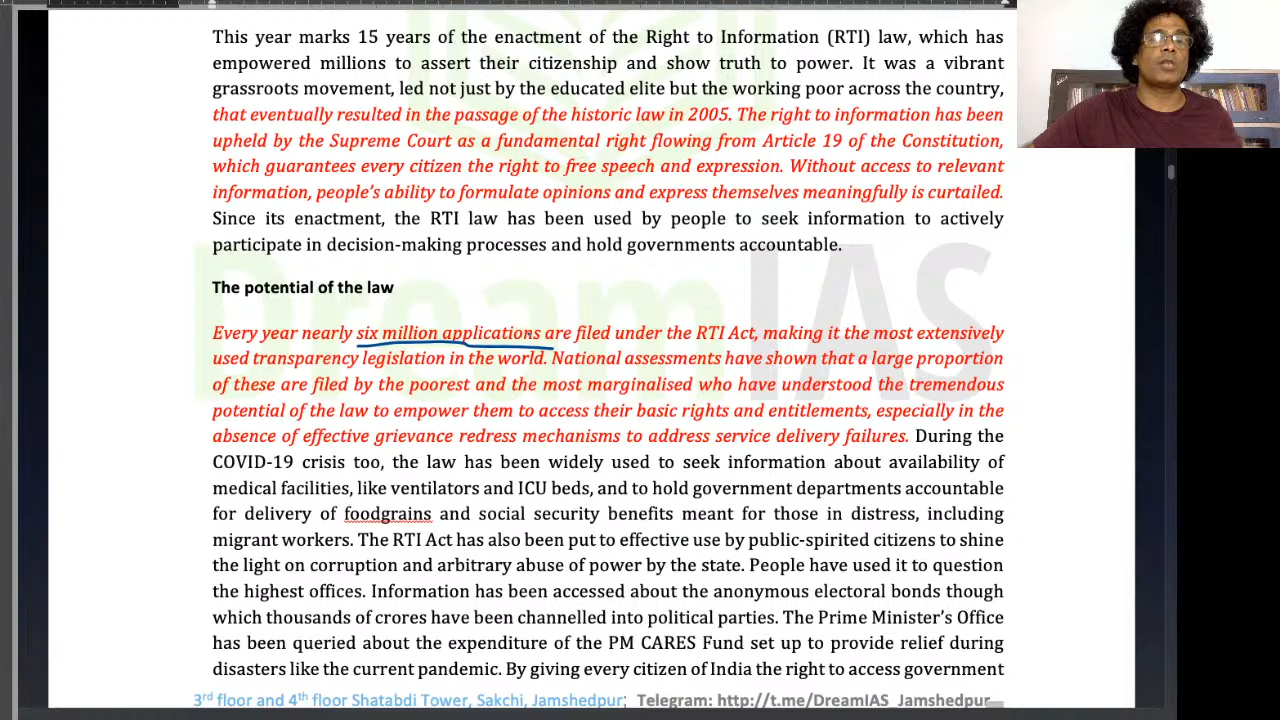 This year marks 15 years of the enactment of the Right to Information (RTI) law, which has
empowered millions to assert their citizenship and show truth to power. It was a vibrant
grassroots movement, led not just by the educated elite but the working poor across the country,
that eventually resulted in the passage of the historic law in 2005. The right to information has been
upheld by the Supreme Court as a fundamental right flowing from Article 19 of the Constitution,
which guarantees every citizen the right to free speech and expression. Without access to relevant
information, people's ability to formulate opinions and express themselves meaningfully is curtailed.
Since its enactment, the RTI law has been used by people to seek information to actively
participate in decision-making processes and hold governments accountable.
The potential of the law
Every year nearly six million applications are filed under the RTI Act, making it the most extensively
used transparency legislation in the world. National assessments have shown that a large proportion
of these are filed by the poorest and the most marginalised who have understood the tremendous
potential of the law to empower them to access their basic rights and entitlements, especially in the
absence of effective grievance redress mechanisms to address service delivery failures. During the
COVID-19 crisis too, the law has been widely used to seek information about availability of
medical facilities, like ventilators and ICU beds, and to hold government departments accountable
for delivery of foodgrains and social security benefits meant for those in distress, including
migrant workers. The RTI Act has also been put to effective use by public-spirited citizens to shine
the light on corruption and arbitrary abuse of power by the state. People have used it to question
the highest offices. Information has been accessed about the anonymous electoral bonds though
which thousands of crores have been channelled into political parties. The Prime Minister's Office
has been queried about the expenditure of the PM CARES Fund set up to provide relief during
disasters like the current pandemic. By giving every citizen of India the right to access government
3rd floor and 4th floor Shatabdi Tower, Sakchi, Jamshedpur; Telegram: http://t.me/DreamIAS_Jamshedpur
DreamIAS